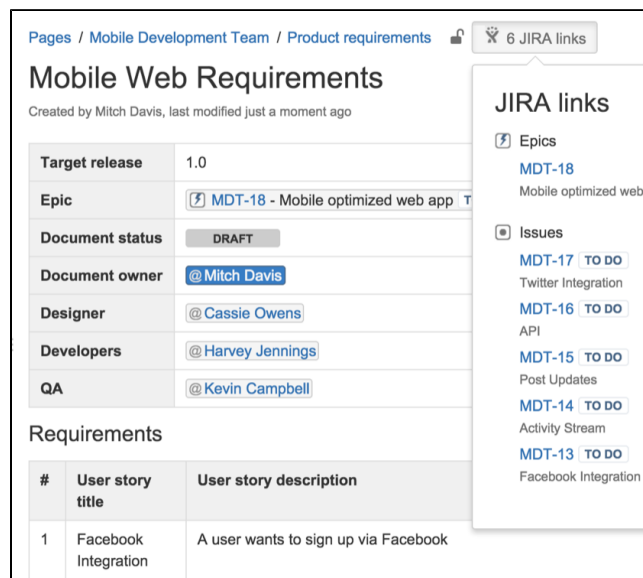 Pages / Mobile Development Team / Product requirements
6 JIRA links
Mobile Web Requirements
Created by Mitch Davis, last modified just a moment ago
Target release 1.0
Epic MDT-18 - Mobile optimized web app T
Document status DRAFT
Document owner @Mitch Davis
Designer @Cassie Owens
Developers @Harvey Jennings
QA @Kevin Campbell
Requirements
# User story title User story description
1 Facebook Integration A user wants to sign up via Facebook
JIRA links
Epics
MDT-18
Mobile optimized web
Issues
MDT-17 TO DO
Twitter Integration
MDT-16 TO DO
API
MDT-15 TO DO
Post Updates
MDT-14 TO DO
Activity Stream
MDT-13 TO DO
Facebook Integration